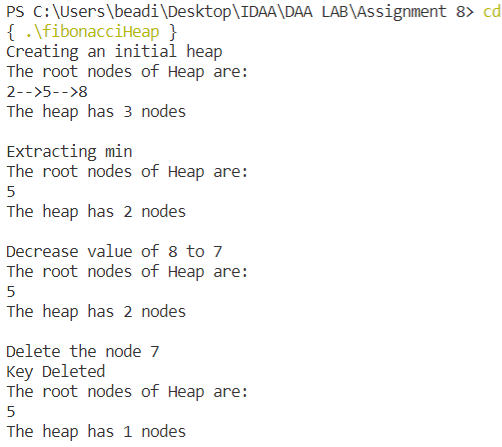 PS C:\Users\beadi\Desktop\IDAA\DAA LAB\Assignment 8> cd
{ .\fibonacciHeap }
Creating an initial heap
The root nodes of Heap are:
2-->5-->8
The heap has 3 nodes
Extracting min
The root nodes of Heap are:
5
The heap has 2 nodes
Decrease value of 8 to 7
The root nodes of Heap are:
5
The heap has 2 nodes
Delete the node 7
Key Deleted
The root nodes of Heap are:
5
The heap has 1 nodes